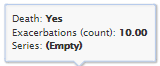 Death: Yes
Exacerbations (count): 10.00
Series: (Empty)